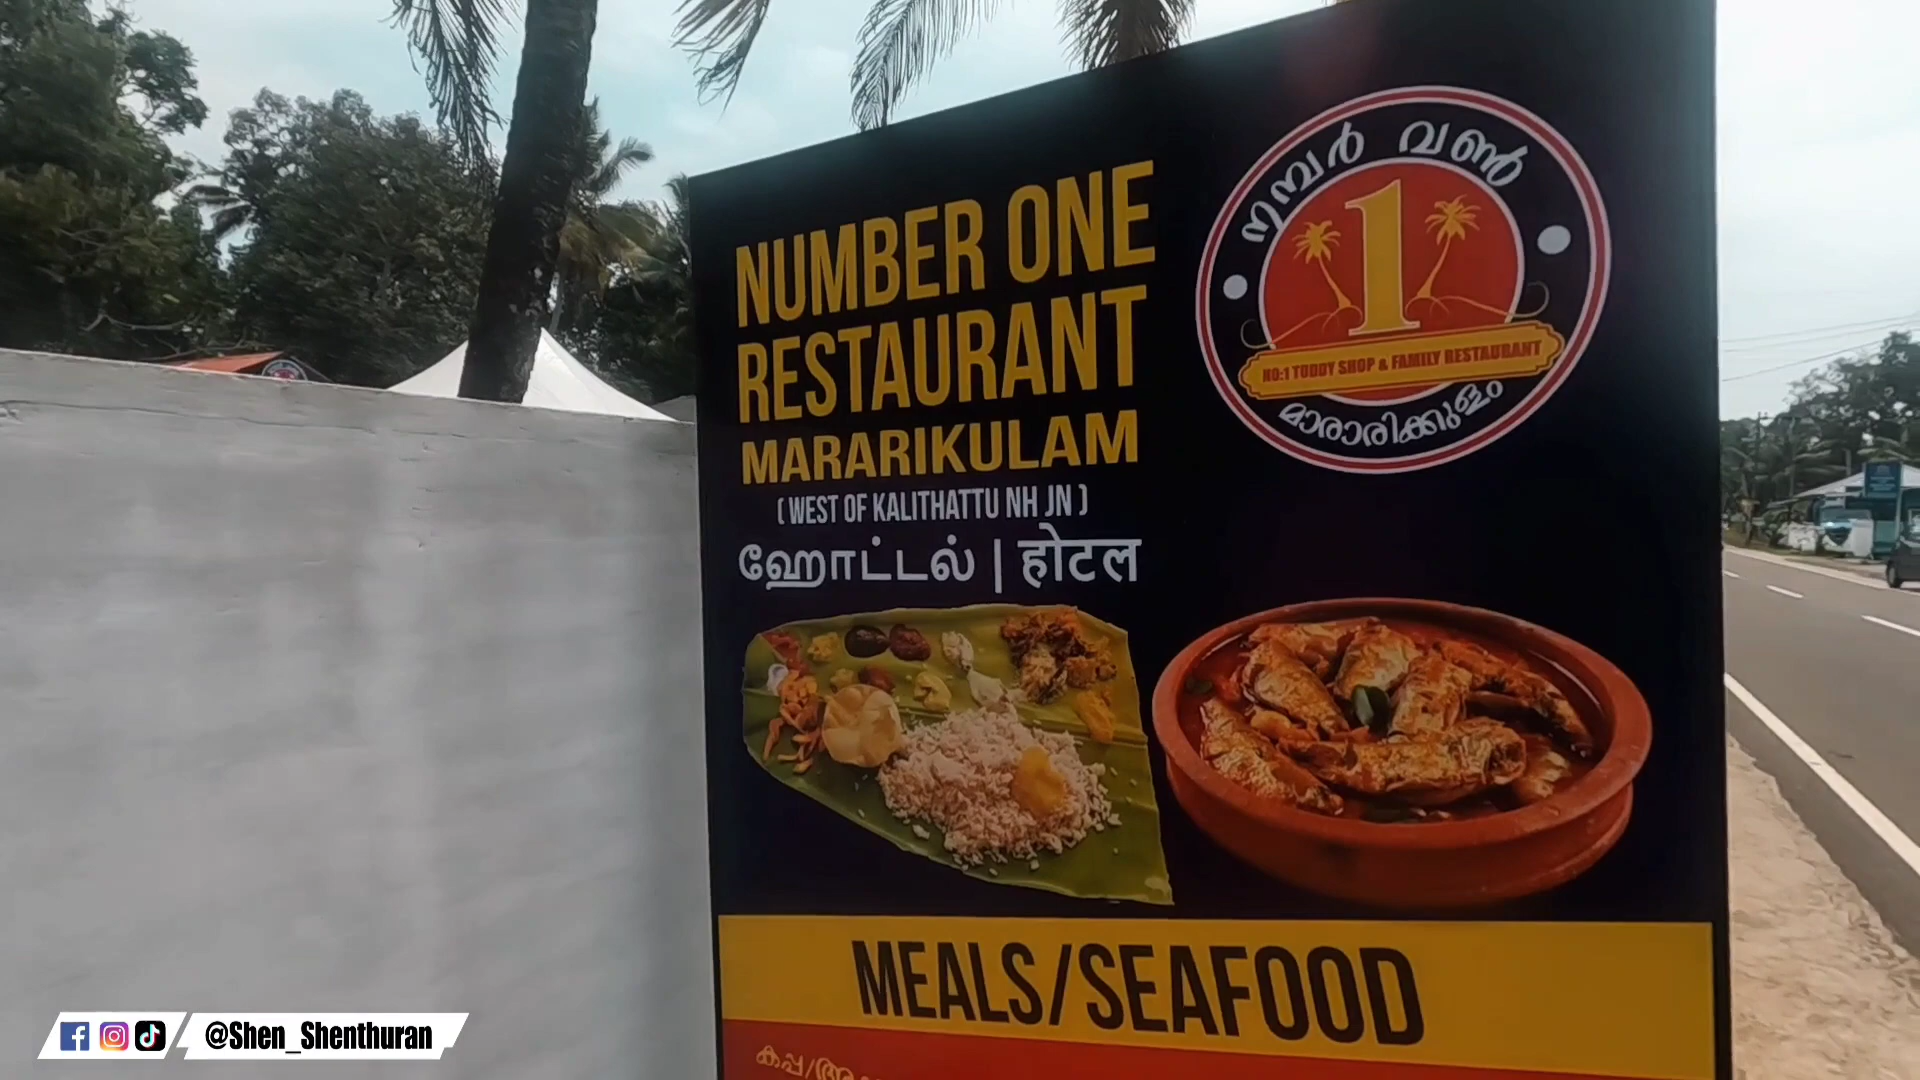 NUMBER ONE
RESTAURANT
MARARIKULAM
( WEST OF KALITHATTU NH JN )
ஹோட்டல் | होटल
നമ്പർ വൺ
1
NO:1 TODDY SHOP & FAMILY RESTAURANT
മാരാരിക്കുളം
MEALS/SEAFOOD
കപ്പ/
@Shen_Shenthuran